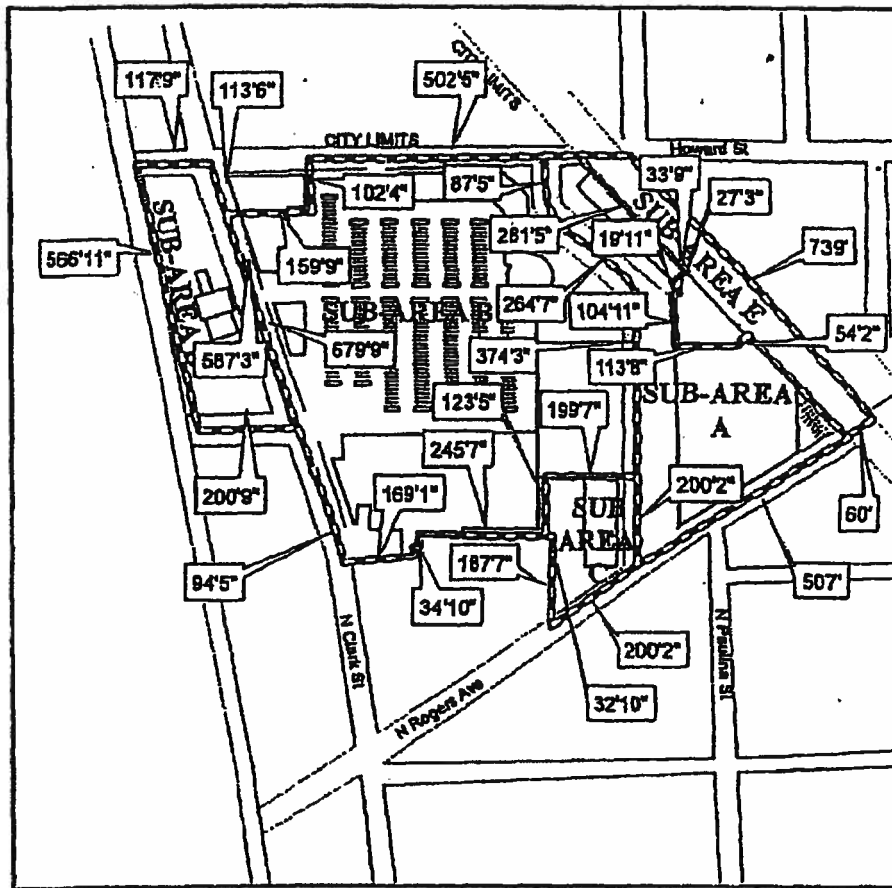 117'9"
113'6"
502'6"
CITY LIMITS
CITY LIMITS
Howard St
33'9"
27'3"
102'4"
87'5"
281'5"
19'11"
SUB-AREA E
739'
566'11"
SUB-AREA
159'9"
264'7"
104'11"
SUB-AREA B
587'3"
579'9"
374'3"
113'8"
54'2"
SUB-AREA
A
123'5"
199'7"
245'7"
200'9"
169'1"
SUB
AREA
C
200'2"
60'
94'5"
34'10"
187'7"
507'
N Clark St
200'2"
N Paulina St
32'10"
N Rogers Ave